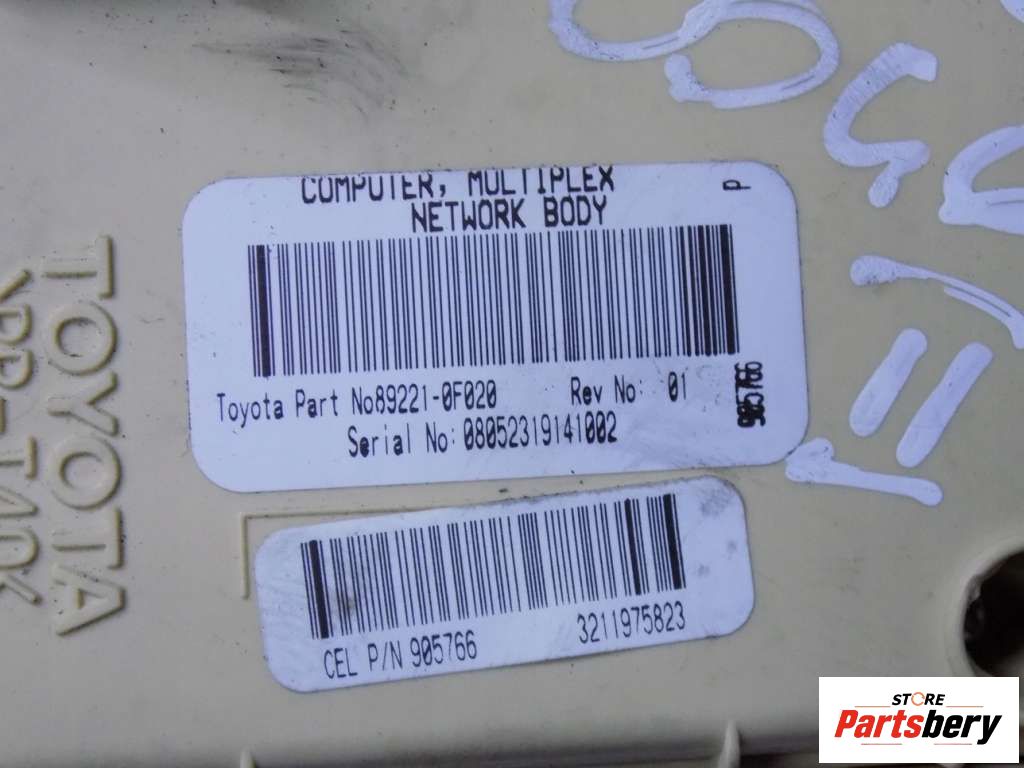 COMPUTER, MULTIPLEX
NETWORK BODY
P
Toyota Part No89221-0F020 Rev No: 01
Serial No: 08052319141002
905766
CEL P/N 905766 3211975823
TOYOTA
STORE
Partsbery